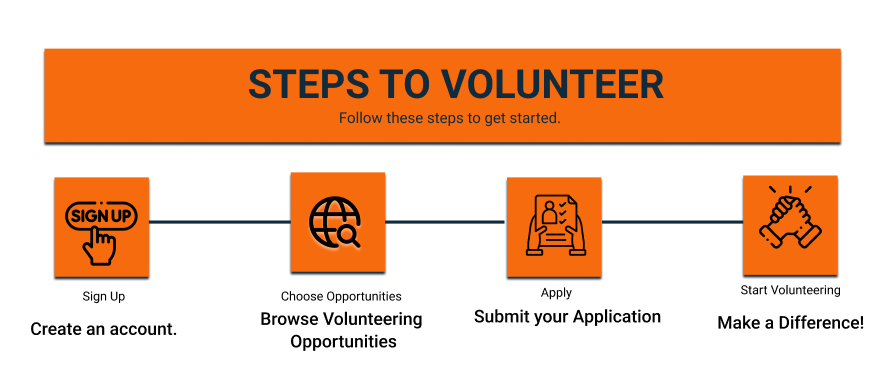 STEPS TO VOLUNTEER
Follow these steps to get started.
SIGN UP
Sign Up
Create an account.
Choose Opportunities
Browse Volunteering
Opportunities
Apply
Submit your Application
Start Volunteering
Make a Difference!